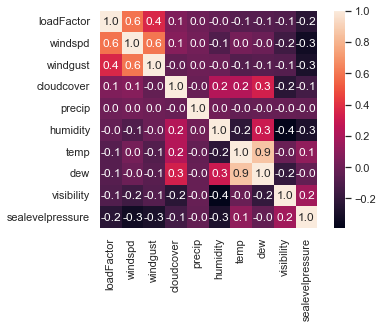 loadFactor 1.0 0.6 0.4 0.1 0.0 -0.0 -0.1 -0.1 -0.1 -0.2
windspd 0.6 1.0 0.6 0.1 0.0 -0.1 0.0 -0.0 -0.2 -0.3
windgust 0.4 0.6 1.0 -0.0 0.0 -0.0 -0.1 -0.1 -0.1 -0.3
cloudcover 0.1 0.1 -0.0 1.0 -0.0 0.2 0.2 0.3 -0.2 -0.1
precip 0.0 0.0 0.0 -0.0 1.0 0.0 -0.0 -0.0 -0.0 -0.0
humidity -0.0 -0.1 -0.0 0.2 0.0 1.0 -0.2 0.3 -0.4 -0.3
temp -0.1 0.0 -0.1 0.2 -0.0 -0.2 1.0 0.9 -0.0 0.1
dew -0.1 -0.0 -0.1 0.3 -0.0 0.3 0.9 1.0 -0.2 -0.0
visibility -0.1 -0.2 -0.1 -0.2 -0.0 -0.4 -0.0 -0.2 1.0 0.2
sealevelpressure -0.2 -0.3 -0.3 -0.1 -0.0 -0.3 0.1 -0.0 0.2 1.0
loadFactor
windspd
windgust
cloudcover
precip
humidity
temp
dew
visibility
sealevelpressure
1.0
0.8
0.6
0.4
0.2
0.0
−0.2